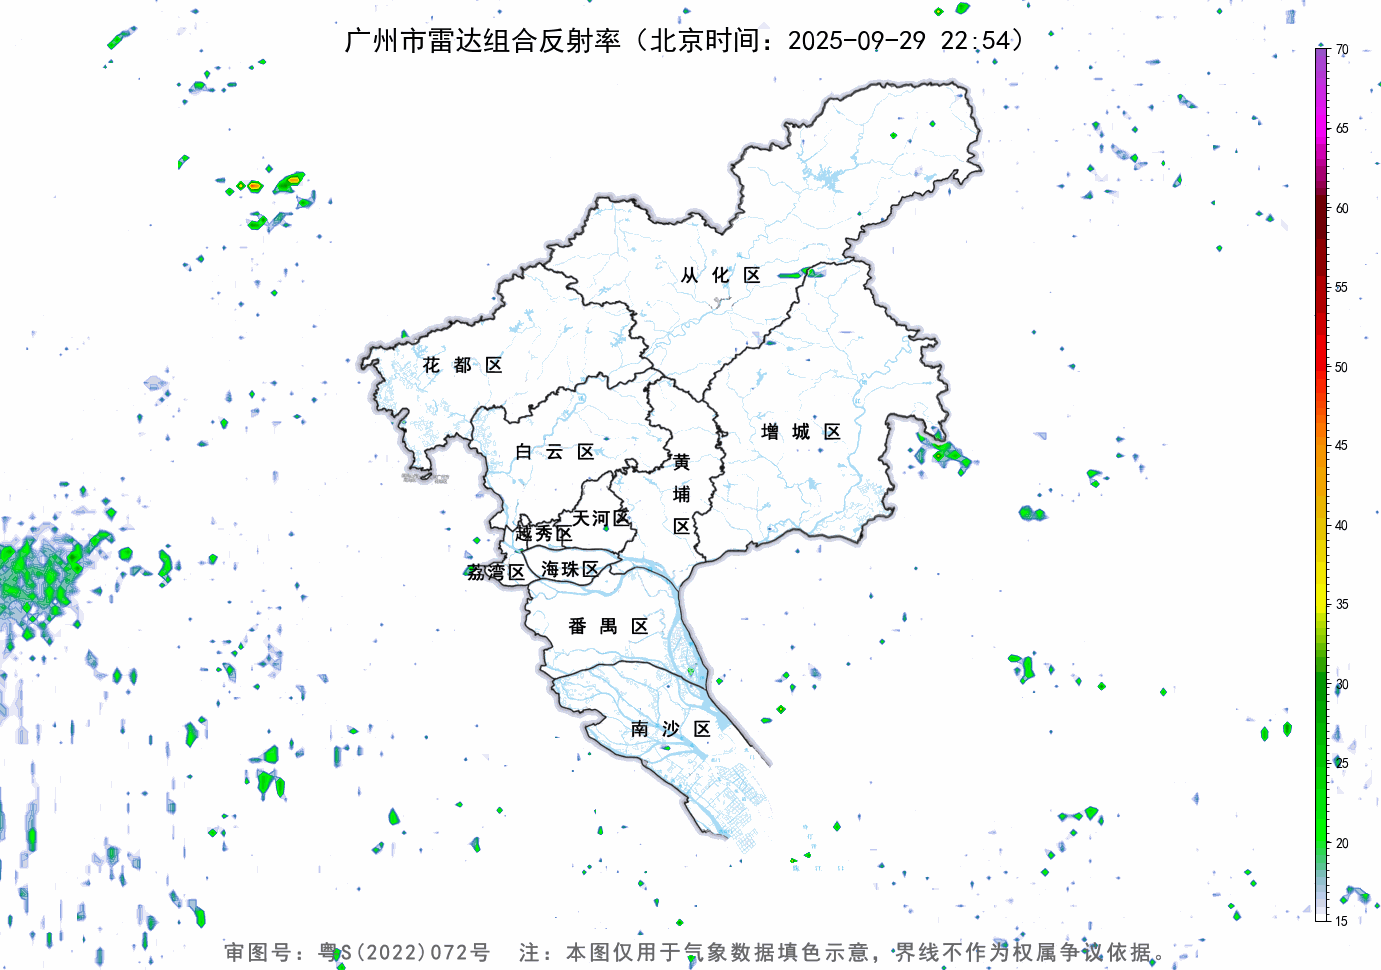 广州市雷达组合反射率（北京时间：2025-09-29 22:54）
70
65
60
55
50
45
40
35
30
25
20
15
从化区
花都区
增城区
白云区
黄埔区
天河区
越秀区
荔湾区
海珠区
番禺区
南沙区
审图号：粤S(2022)072号 注：本图仅用于气象数据填色示意，界线不作为权属争议依据。